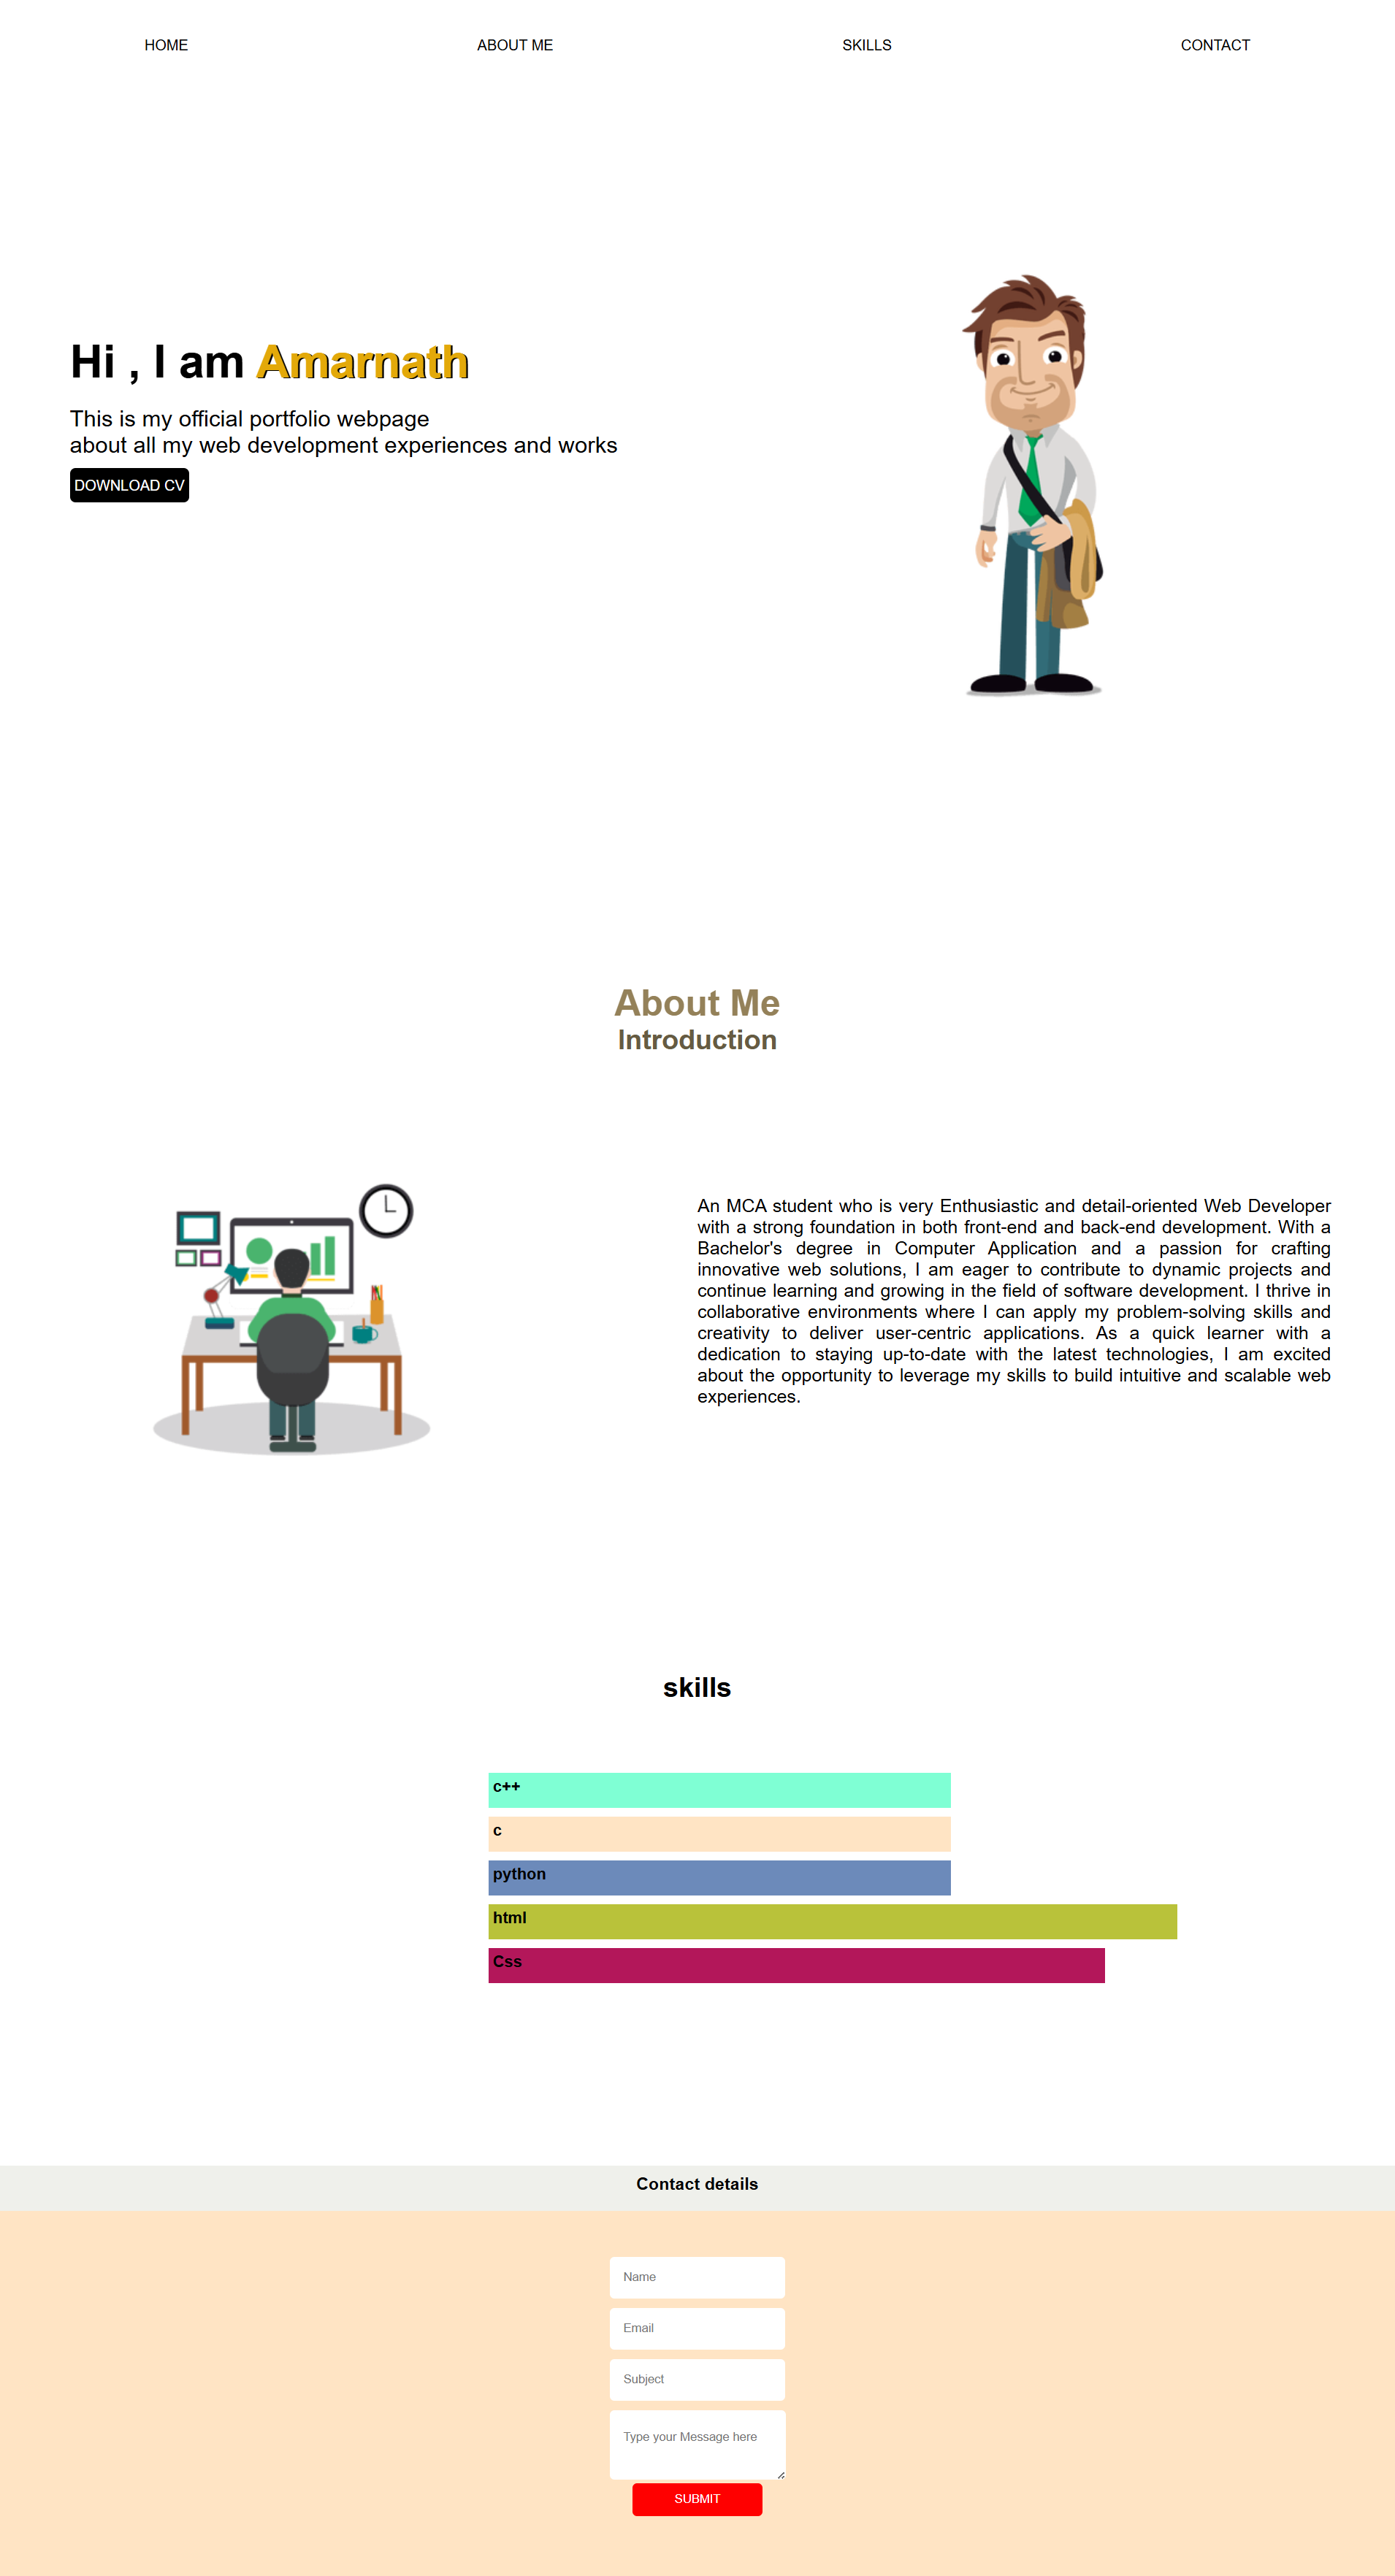 HOME ABOUT ME SKILLS CONTACT
Hi , I am Amarnath
This is my official portfolio webpage
about all my web development experiences and works
DOWNLOAD CV
About Me
Introduction
An MCA student who is very Enthusiastic and detail-oriented Web Developer
with a strong foundation in both front-end and back-end development. With a
Bachelor's degree in Computer Application and a passion for crafting
innovative web solutions, I am eager to contribute to dynamic projects and
continue learning and growing in the field of software development. I thrive in
collaborative environments where I can apply my problem-solving skills and
creativity to deliver user-centric applications. As a quick learner with a
dedication to staying up-to-date with the latest technologies, I am excited
about the opportunity to leverage my skills to build intuitive and scalable web
experiences.
skills
c++
c
python
html
Css
Contact details
Name
Email
Subject
Type your Message here
SUBMIT